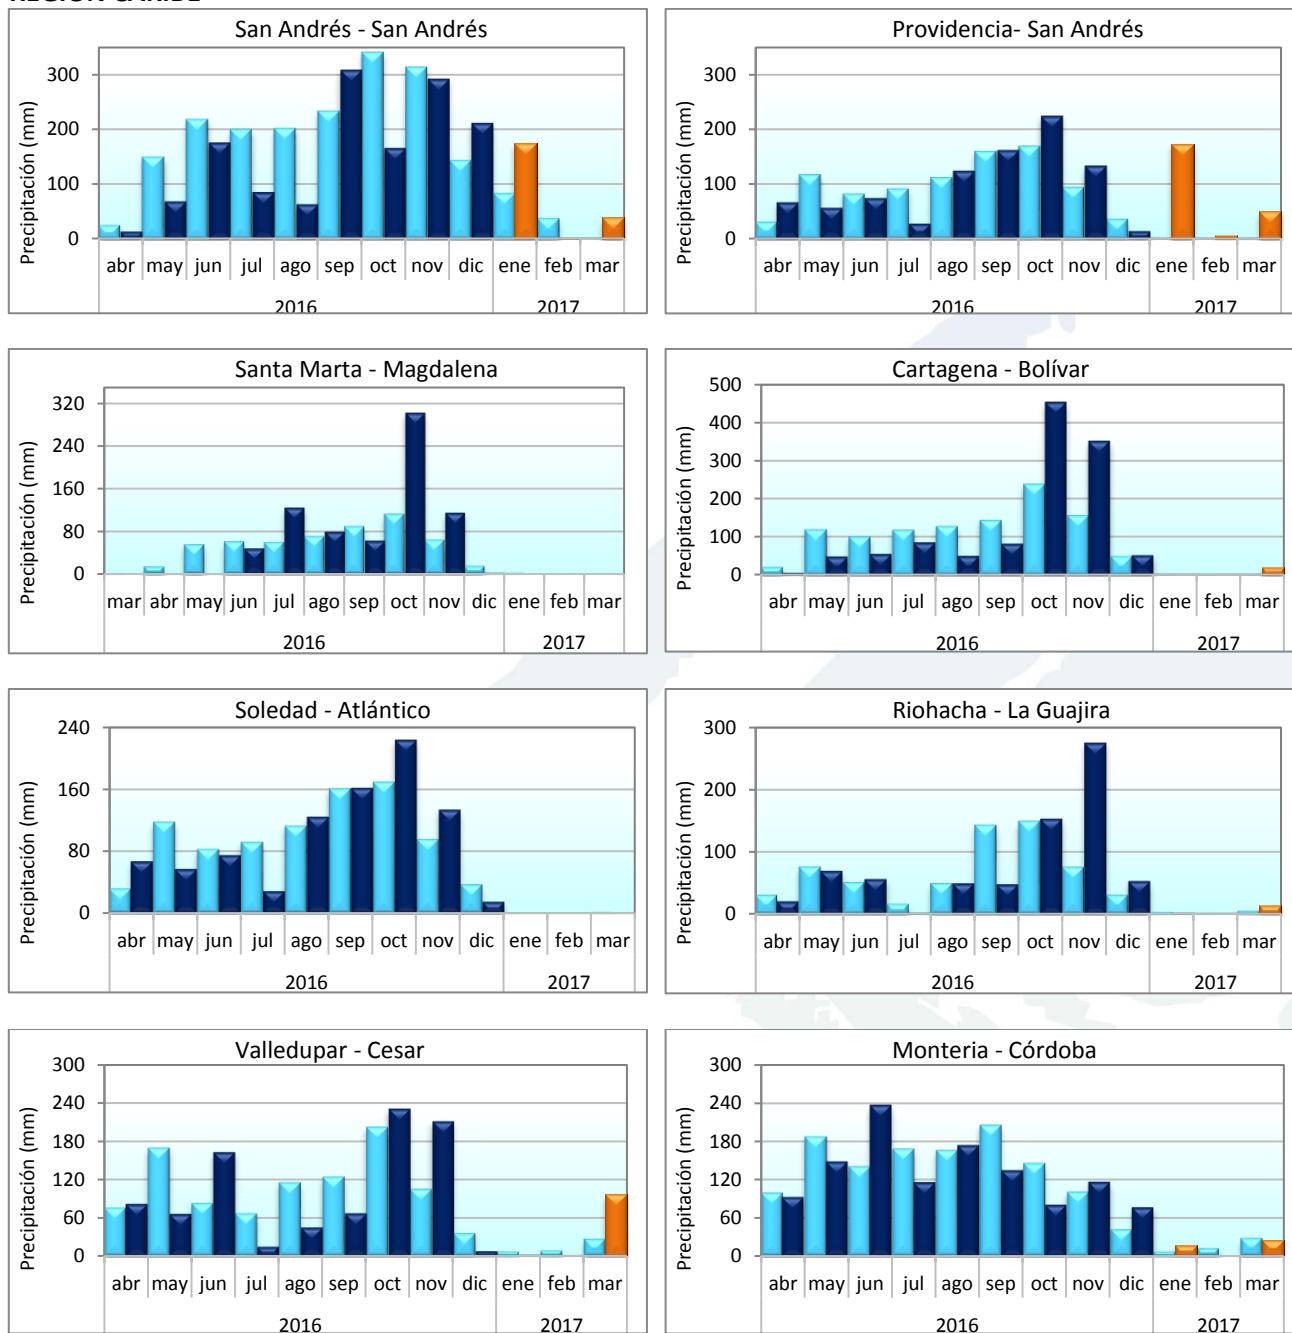 REGIÓN CARIBE
San Andrés - San Andrés
Precipitación (mm)
300
200
100
0
abr may jun jul ago sep oct nov dic ene feb mar
2016 2017
Providencia- San Andrés
Precipitación (mm)
300
200
100
0
abr may jun jul ago sep oct nov dic ene feb mar
2016 2017
Santa Marta - Magdalena
Precipitación (mm)
320
240
160
80
0
mar abr may jun jul ago sep oct nov dic ene feb mar
2016 2017
Cartagena - Bolívar
Precipitación (mm)
500
400
300
200
100
0
abr may jun jul ago sep oct nov dic ene feb mar
2016 2017
Soledad - Atlántico
Precipitación (mm)
240
160
80
0
abr may jun jul ago sep oct nov dic ene feb mar
2016 2017
Riohacha - La Guajira
Precipitación (mm)
300
200
100
0
abr may jun jul ago sep oct nov dic ene feb mar
2016 2017
Valledupar - Cesar
Precipitación (mm)
300
240
180
120
60
0
abr may jun jul ago sep oct nov dic ene feb mar
2016 2017
Monteria - Córdoba
Precipitación (mm)
300
240
180
120
60
0
abr may jun jul ago sep oct nov dic ene feb mar
2016 2017